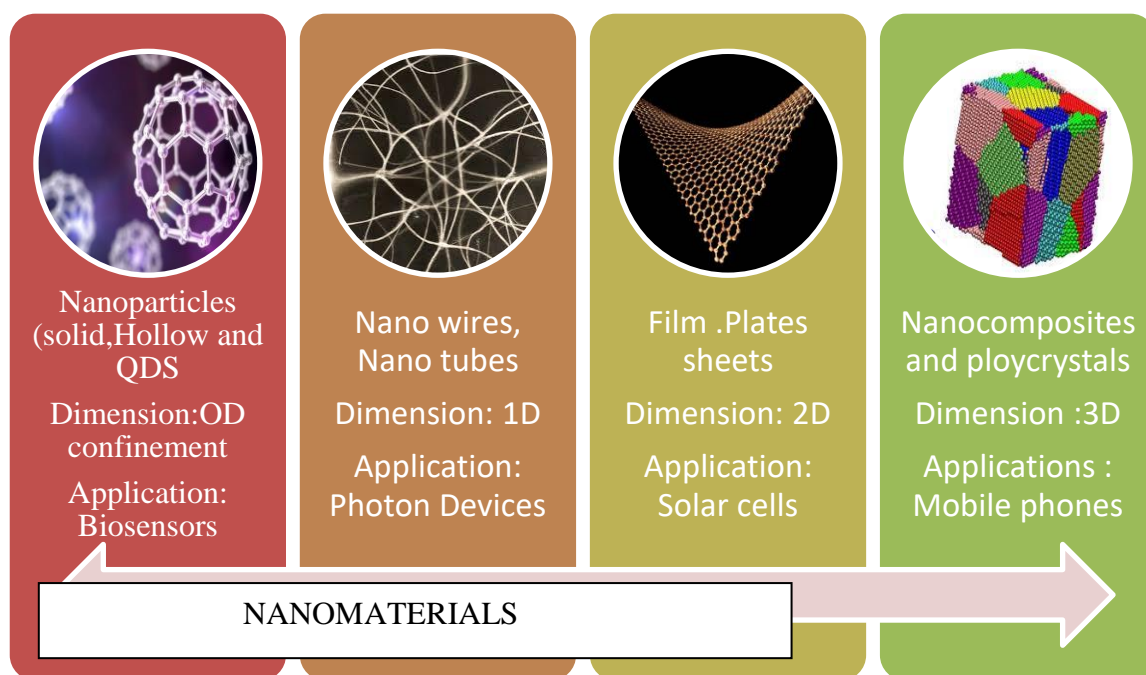 Nanoparticles
(solid,Hollow and
QDS
Dimension:OD
confinement
Application:
Biosensors
Nano wires,
Nano tubes
Dimension: 1D
Application:
Photon Devices
Film .Plates
sheets
Dimension: 2D
Application:
Solar cells
Nanocomposites
and ploycrystals
Dimension :3D
Applications :
Mobile phones
NANOMATERIALS